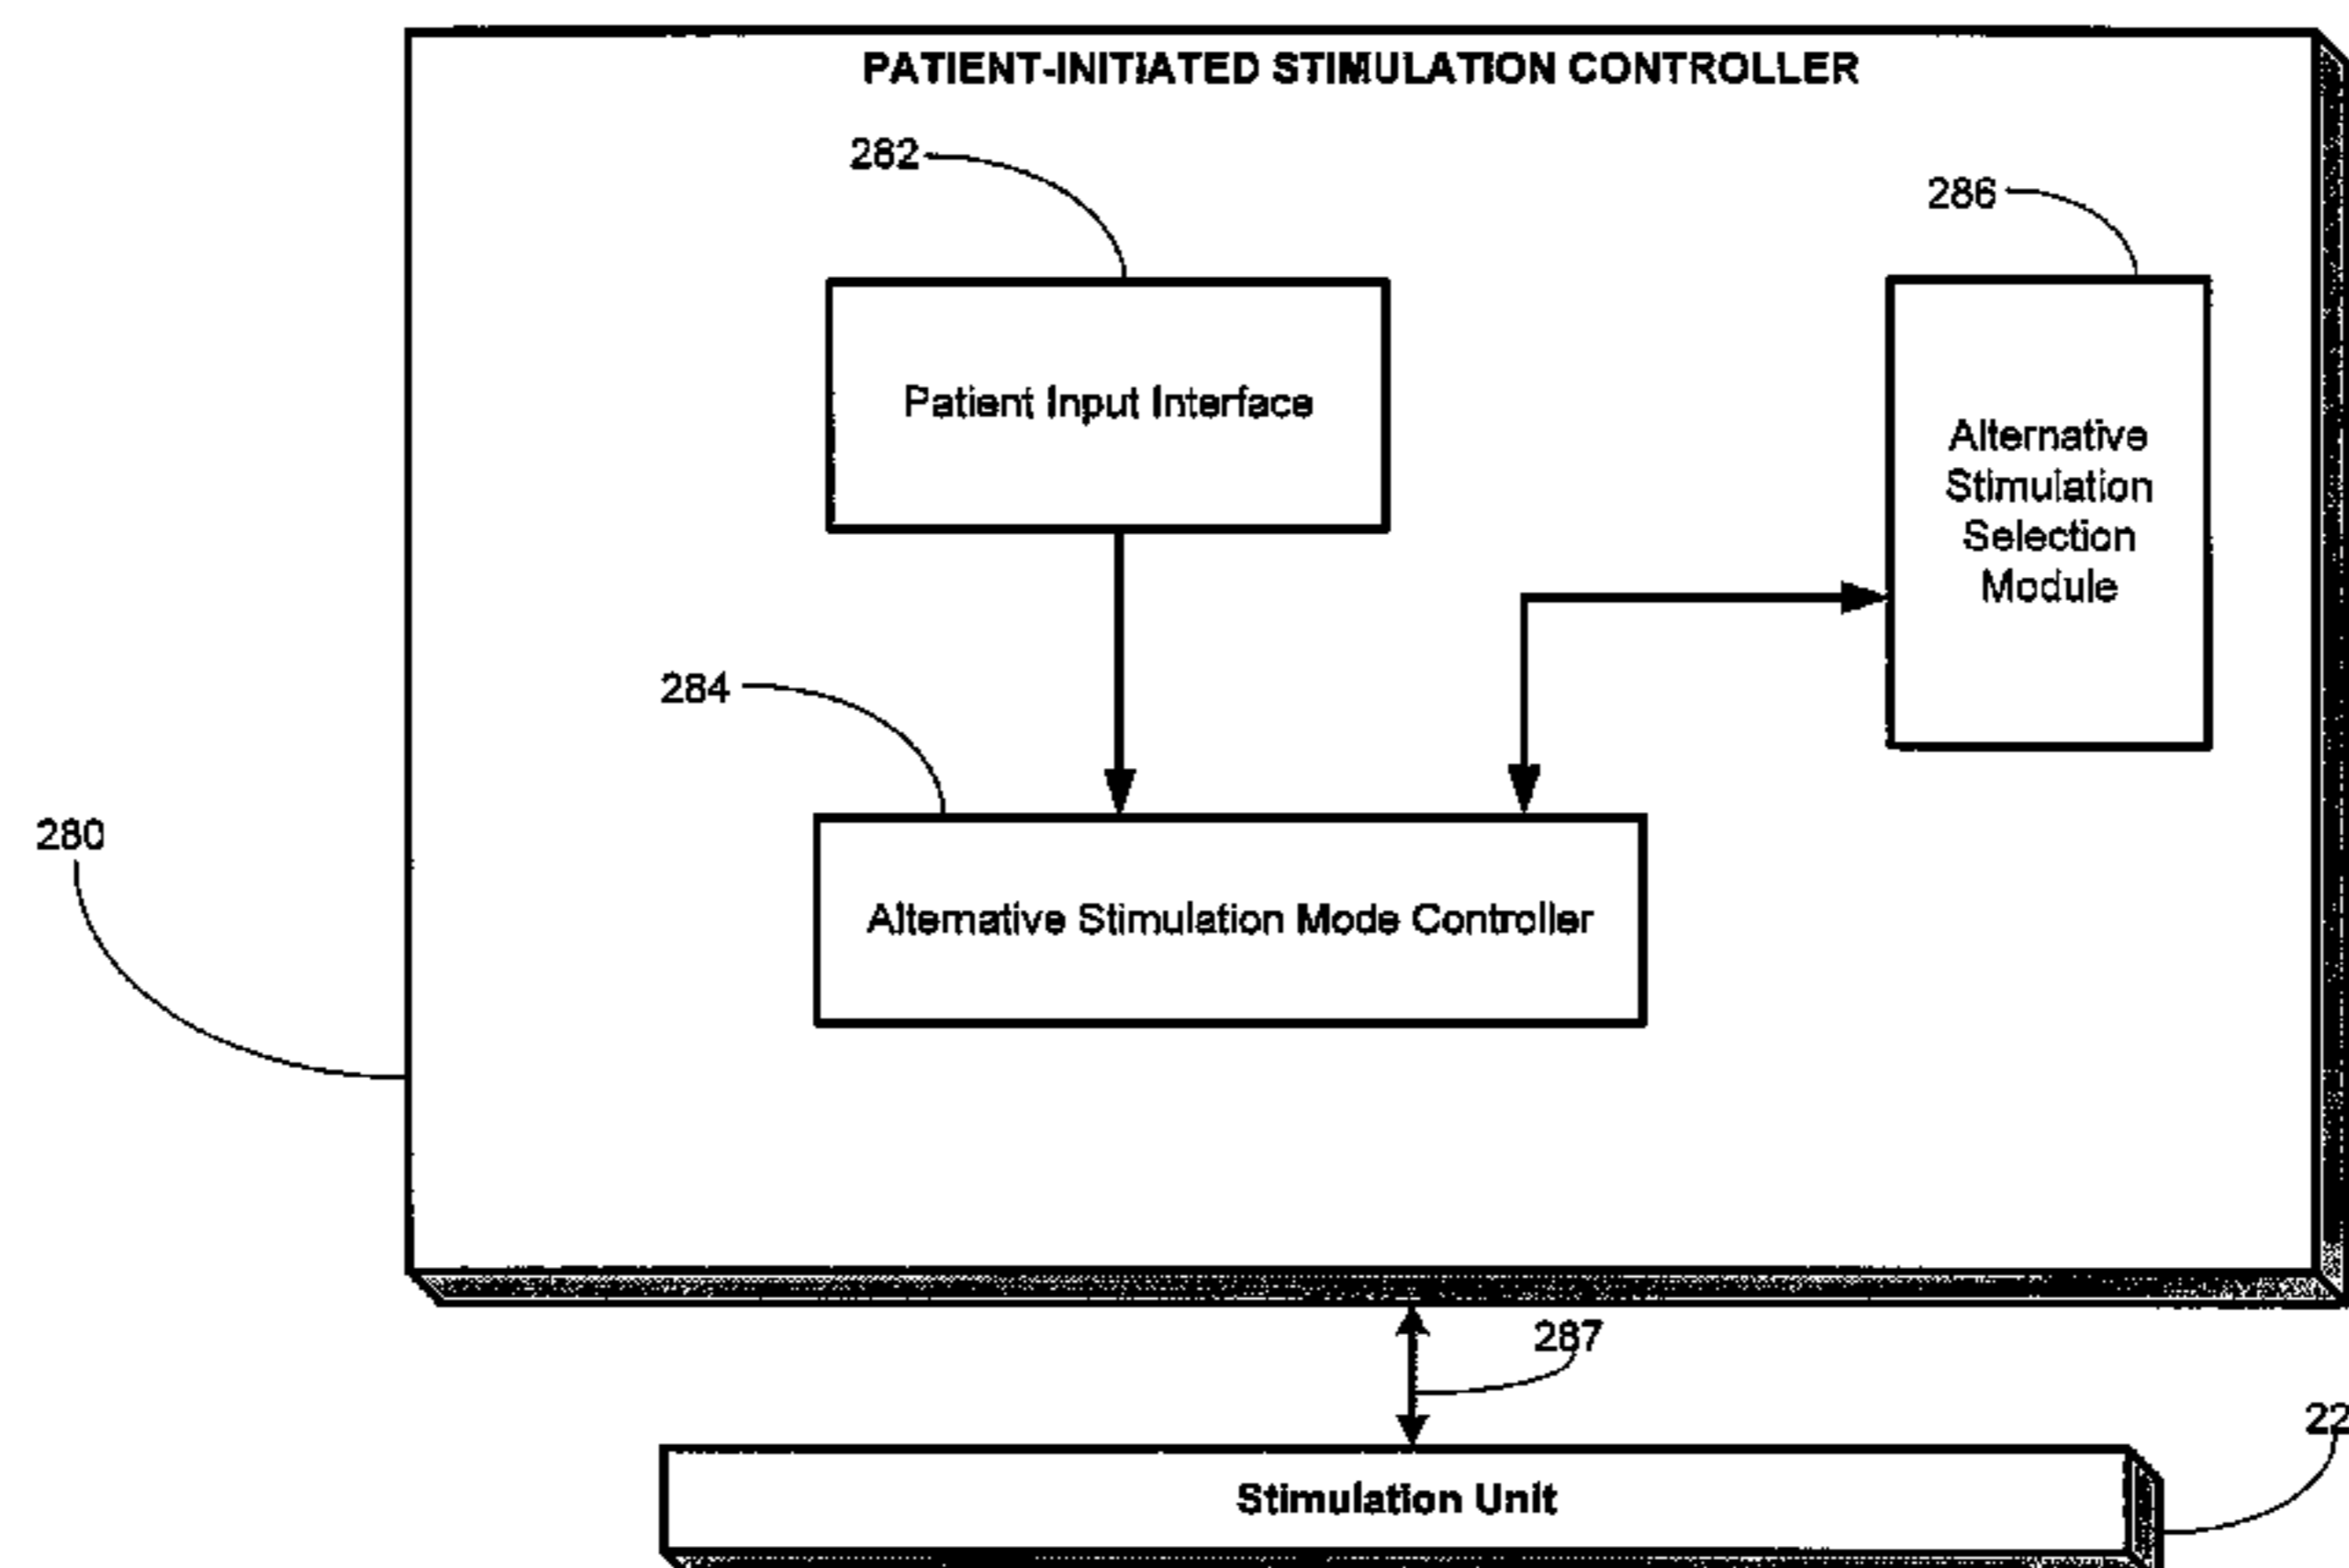 PATIENT-INITIATED STIMULATION CONTROLLER
282
286
Patient Input Interface
Alternative
Stimulation
Selection
Module
284
280
Alternative Stimulation Mode Controller
287
22
Stimulation Unit